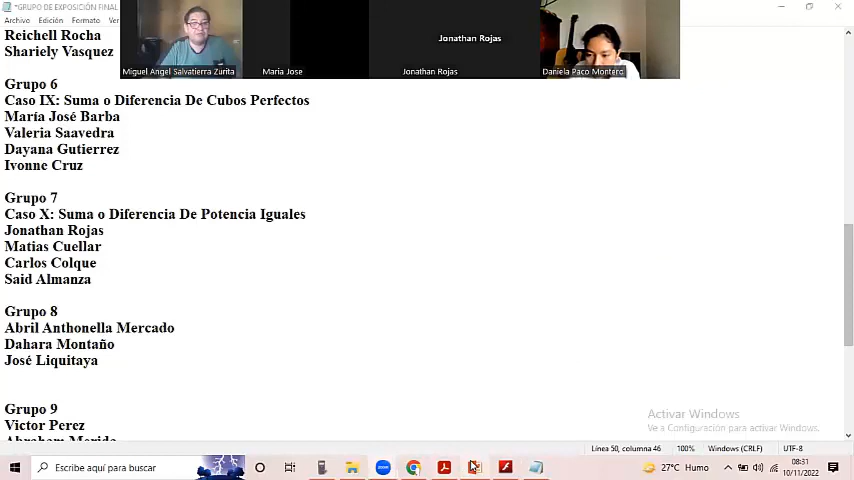 *GRUPO DE EXPOSICIÓN FINAL
Archivo Edición Formato Ver
Reichell Rocha
Shariely Vasquez
Miguel Angel Salvatierra Zurita
Maria Jose
Jonathan Rojas
Jonathan Rojas
Daniela Paco Montero
Grupo 6
Caso IX: Suma o Diferencia De Cubos Perfectos
María José Barba
Valeria Saavedra
Dayana Gutierrez
Ivonne Cruz
Grupo 7
Caso X: Suma o Diferencia De Potencia Iguales
Jonathan Rojas
Matias Cuellar
Carlos Colque
Said Almanza
Grupo 8
Abril Anthonella Mercado
Dahara Montaño
José Liquitaya
Grupo 9
Victor Perez
Abraham Merida
Activar Windows
Ve a Configuración para activar Windows.
Línea 50, columna 46 100% Windows (CRLF) UTF-8
Escribe aquí para buscar
27°C Humo
08:31
10/11/2022